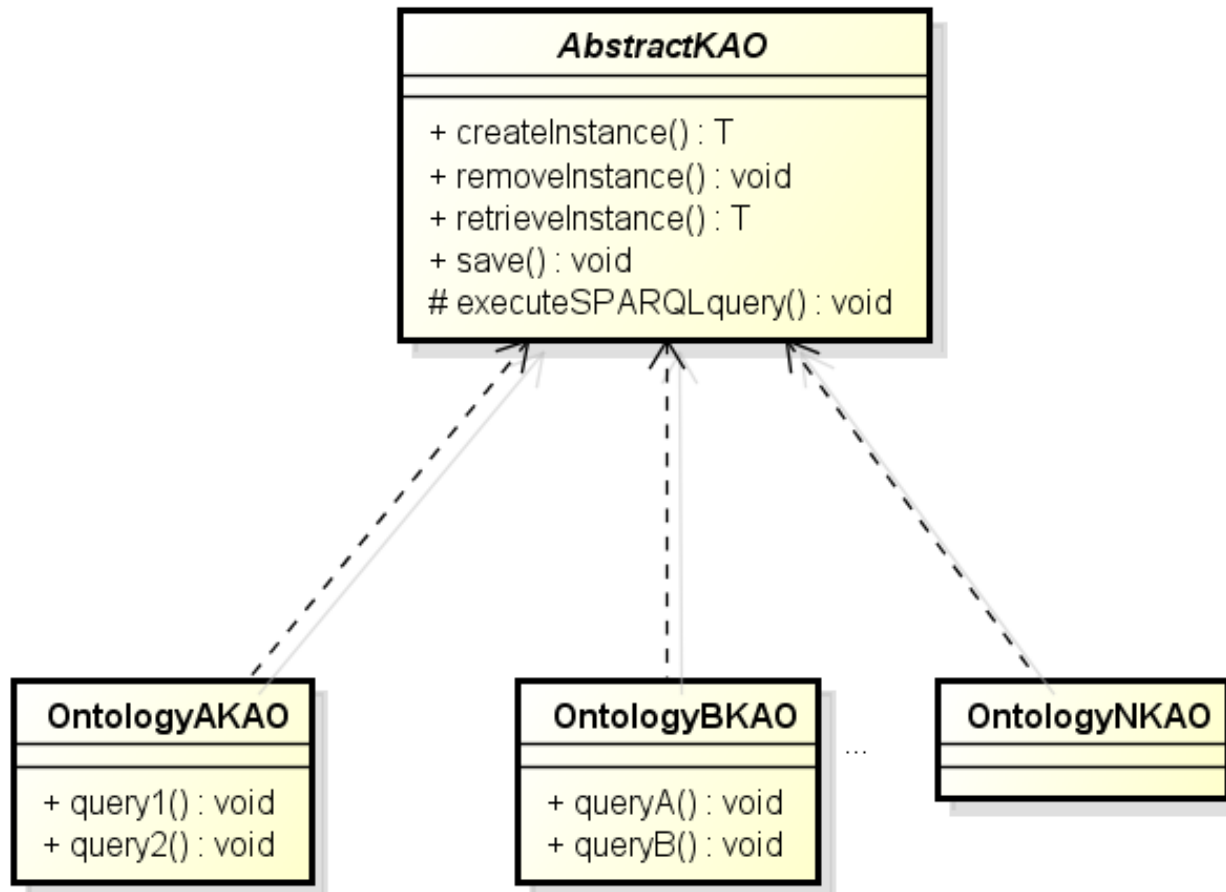 AbstractKAO
+ createInstance() : T
+ removeInstance() : void
+ retrieveInstance() : T
+ save() : void
# executeSPARQLquery() : void
OntologyAKAO
+ query1() : void
+ query2() : void
OntologyBKAO
+ queryA() : void
+ queryB() : void
...
OntologyNKAO